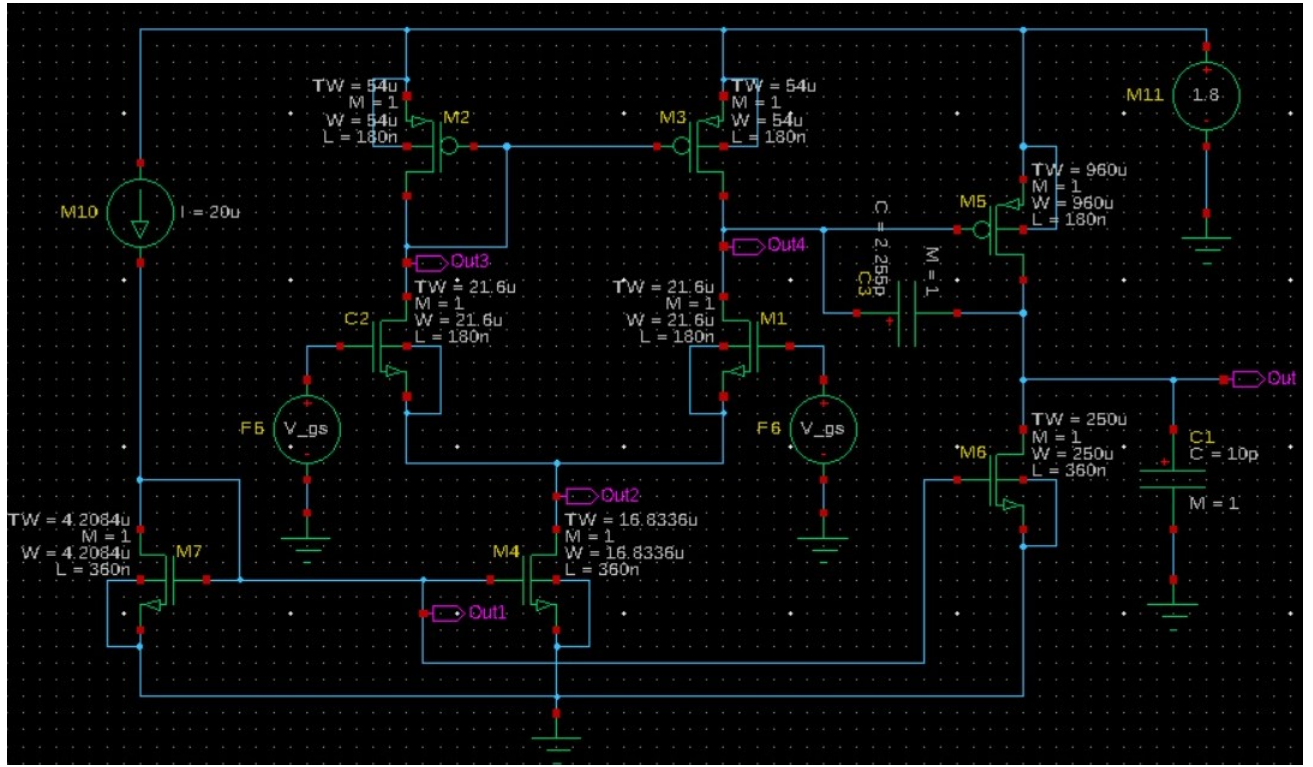 TW = 54u
M = 1
W = 54u
L = 180n
M2
M3
TW = 54u
M = 1
W = 54u
L = 180n
M11
1.8
M10
I = 20u
TW = 960u
M = 1
W = 960u
L = 180n
M5
C = 2.255p
C3
M = 1
Out3
Out4
TW = 21.6u
M = 1
W = 21.6u
L = 180n
C2
TW = 21.6u
M = 1
W = 21.6u
L = 180n
M1
Out
F5
V_gs
F6
V_gs
TW = 250u
M = 1
W = 250u
L = 360n
M6
C1
C = 10p
M = 1
Out2
TW = 4.2084u
M = 1
W = 4.2084u
L = 360n
M7
M4
TW = 16.8336u
M = 1
W = 16.8336u
L = 360n
Out1